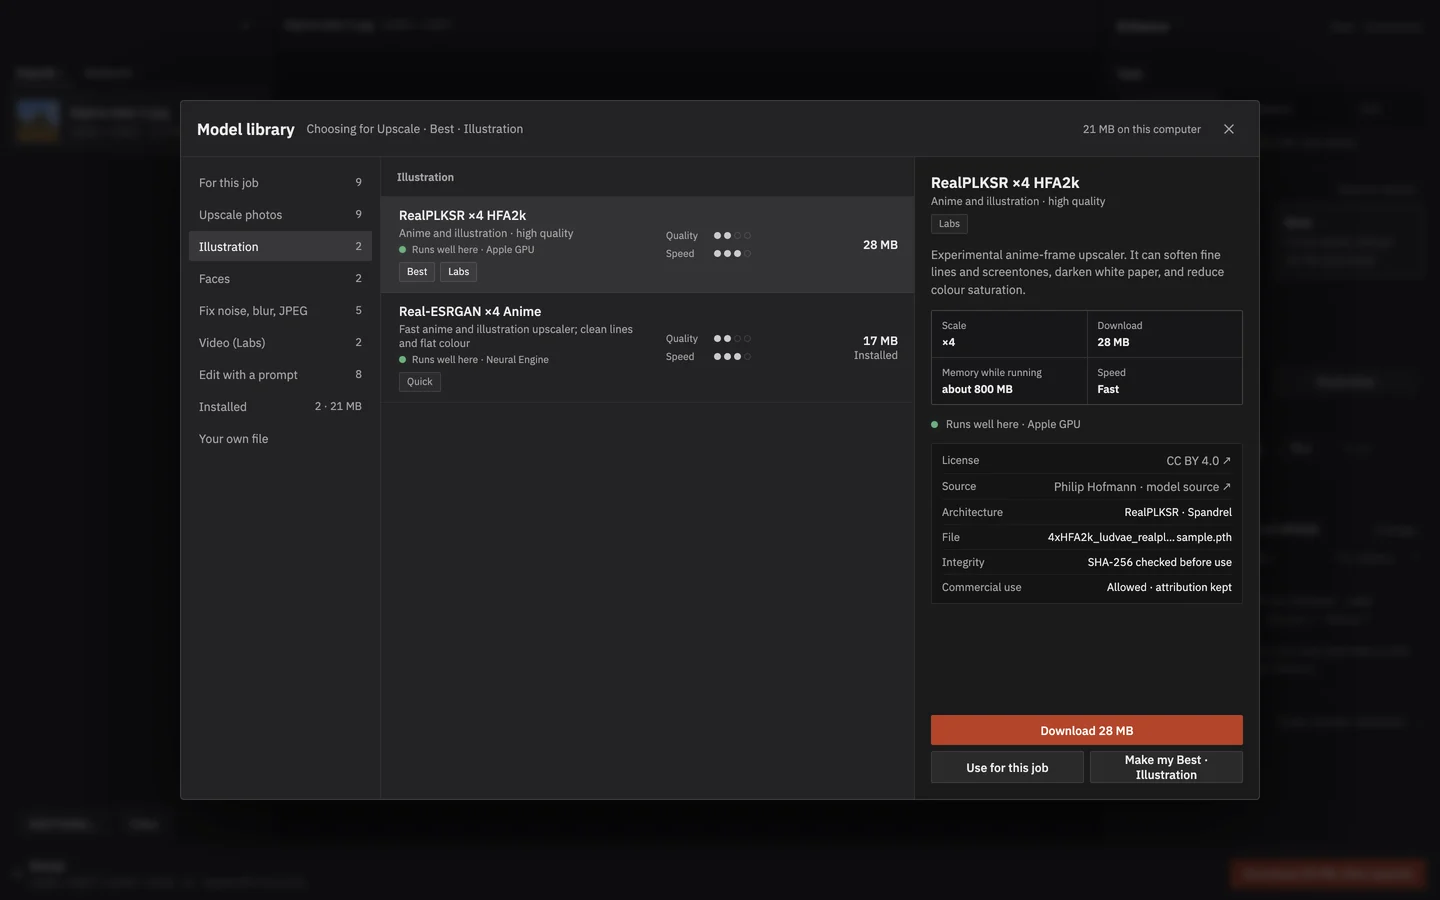 Model library
Choosing for Upscale · Best · Illustration
21 MB on this computer
For this job 9
Upscale photos 9
Illustration 2
Faces 2
Fix noise, blur, JPEG 5
Video (Labs) 2
Edit with a prompt 8
Installed 2 · 21 MB
Your own file
Illustration
RealPLKSR ×4 HFA2k
Anime and illustration · high quality
Runs well here · Apple GPU
Best Labs
Quality
Speed
28 MB
Real-ESRGAN ×4 Anime
Fast anime and illustration upscaler; clean lines
and flat colour
Runs well here · Neural Engine
Quick
Quality
Speed
17 MB
Installed
RealPLKSR ×4 HFA2k
Anime and illustration · high quality
Labs
Experimental anime-frame upscaler. It can soften fine
lines and screentones, darken white paper, and reduce
colour saturation.
Scale
×4
Download
28 MB
Memory while running
about 800 MB
Speed
Fast
Runs well here · Apple GPU
License CC BY 4.0 ↗
Source Philip Hofmann · model source ↗
Architecture RealPLKSR · Spandrel
File 4xHFA2k_ludvae_realpl… sample.pth
Integrity SHA-256 checked before use
Commercial use Allowed · attribution kept
Download 28 MB
Use for this job
Make my Best ·
Illustration